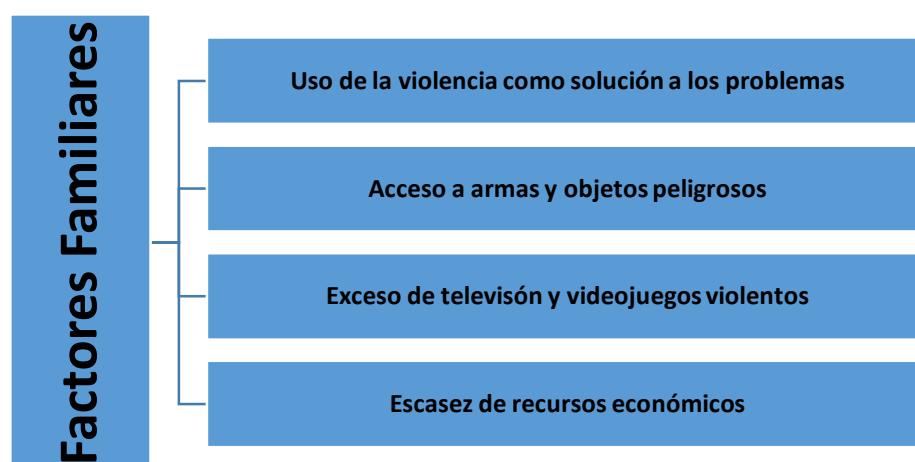 Factores Familiares
Uso de la violencia como solución a los problemas
Acceso a armas y objetos peligrosos
Exceso de televisón y videojuegos violentos
Escasez de recursos económicos